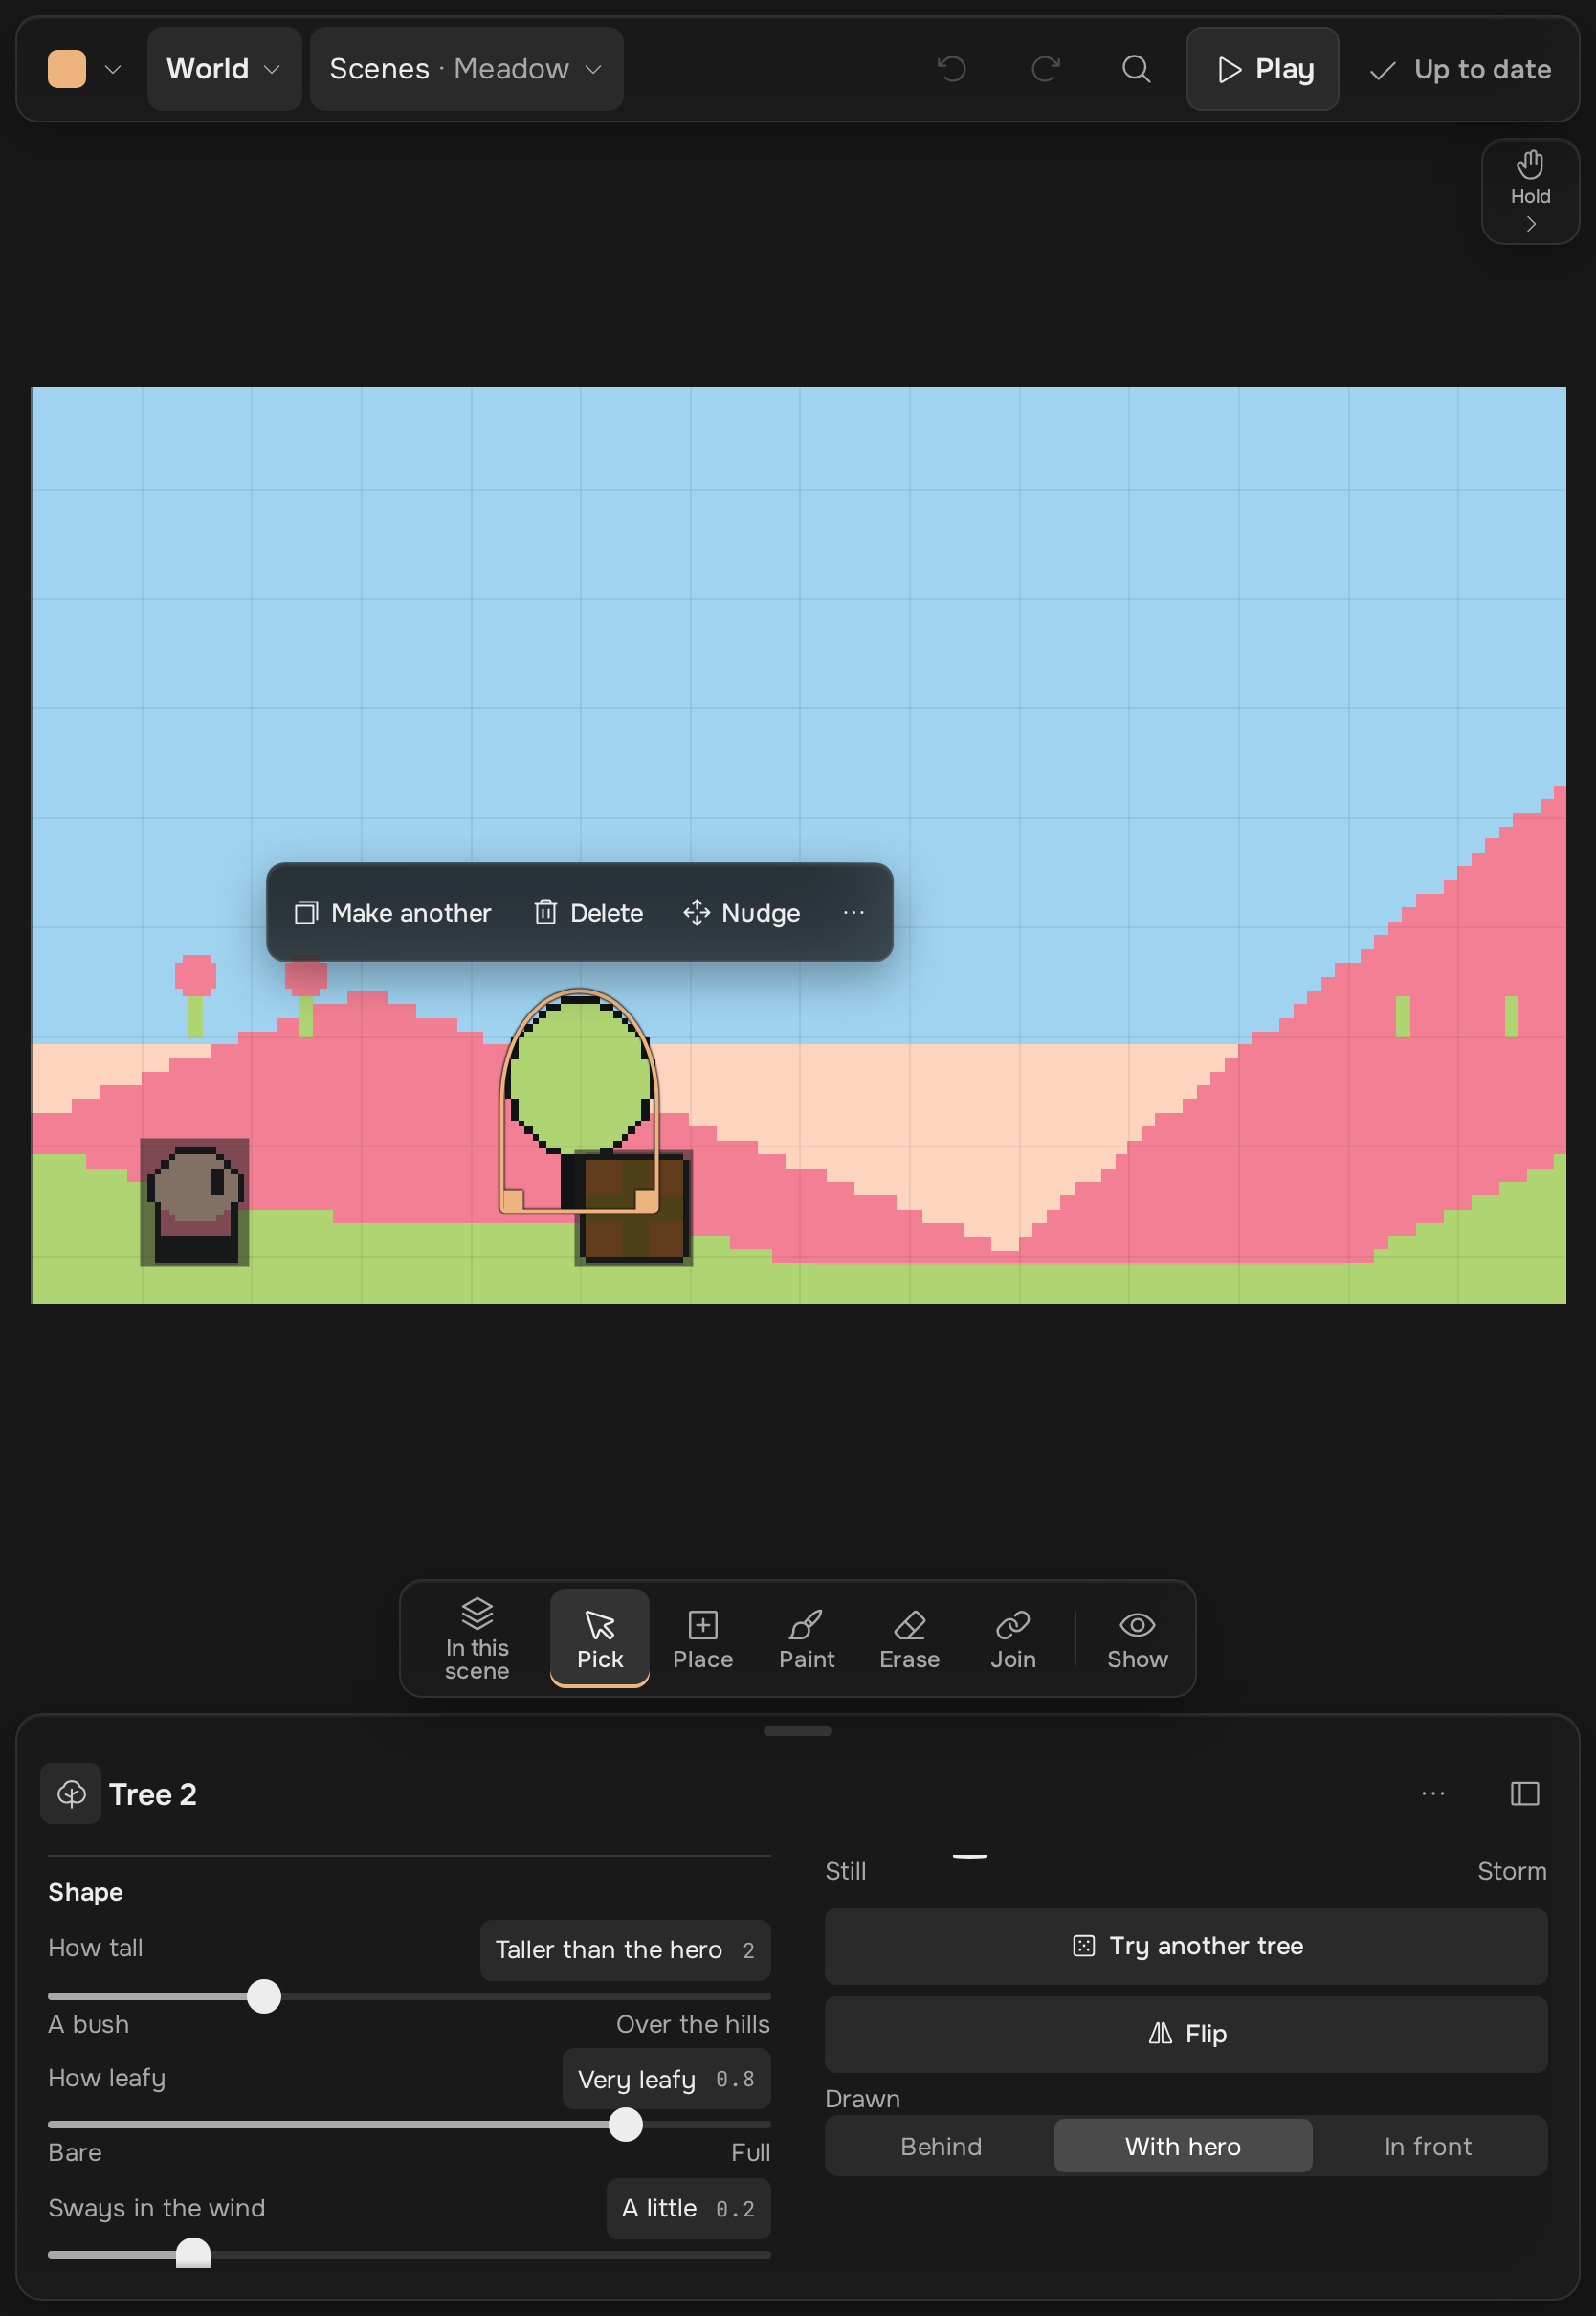 World
Scenes · Meadow
Play
Up to date
Hold
Make another
Delete
Nudge
In this
scene
Pick
Place
Paint
Erase
Join
Show
Tree 2
Shape
How tall
Taller than the hero 2
A bush
Over the hills
How leafy
Very leafy 0.8
Bare
Full
Sways in the wind
A little 0.2
Still
Storm
Try another tree
Flip
Drawn
Behind
With hero
In front